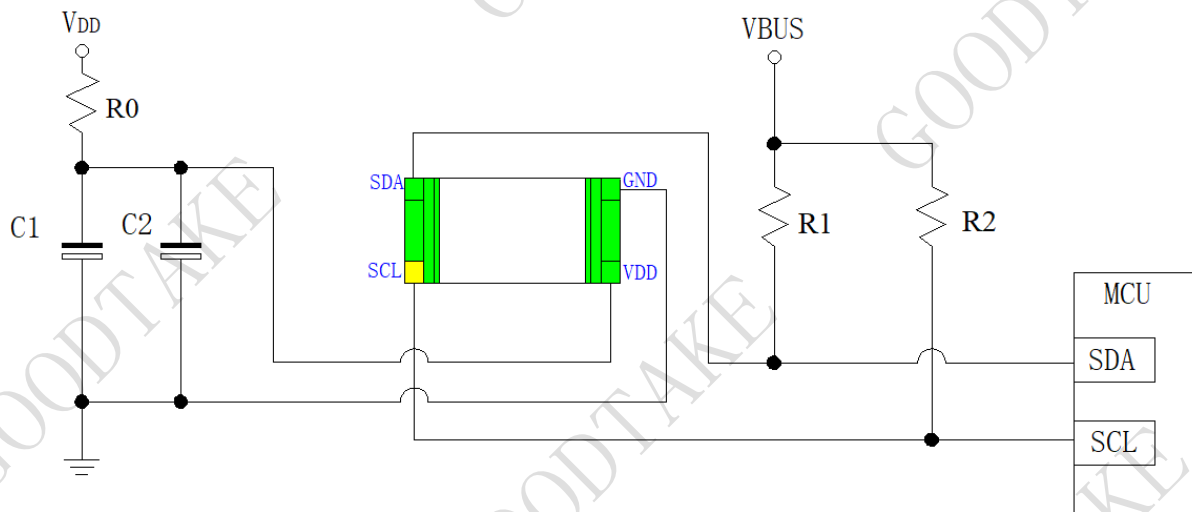 VDD
R0
C1
C2
SDA
SCL
GND
VDD
VBUS
R1
R2
MCU
SDA
SCL
GOODTAKE
GOODTAKE
GOODTAKE